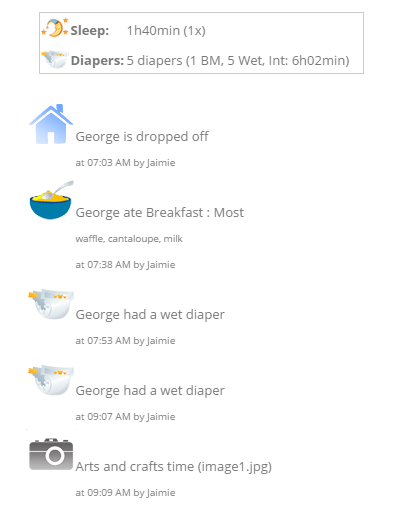 Sleep: 1h40min (1x)
Diapers: 5 diapers (1 BM, 5 Wet, Int: 6h02min)
George is dropped off
at 07:03 AM by Jaimie
George ate Breakfast : Most
waffle, cantaloupe, milk
at 07:38 AM by Jaimie
George had a wet diaper
at 07:53 AM by Jaimie
George had a wet diaper
at 09:07 AM by Jaimie
Arts and crafts time (image1.jpg)
at 09:09 AM by Jaimie